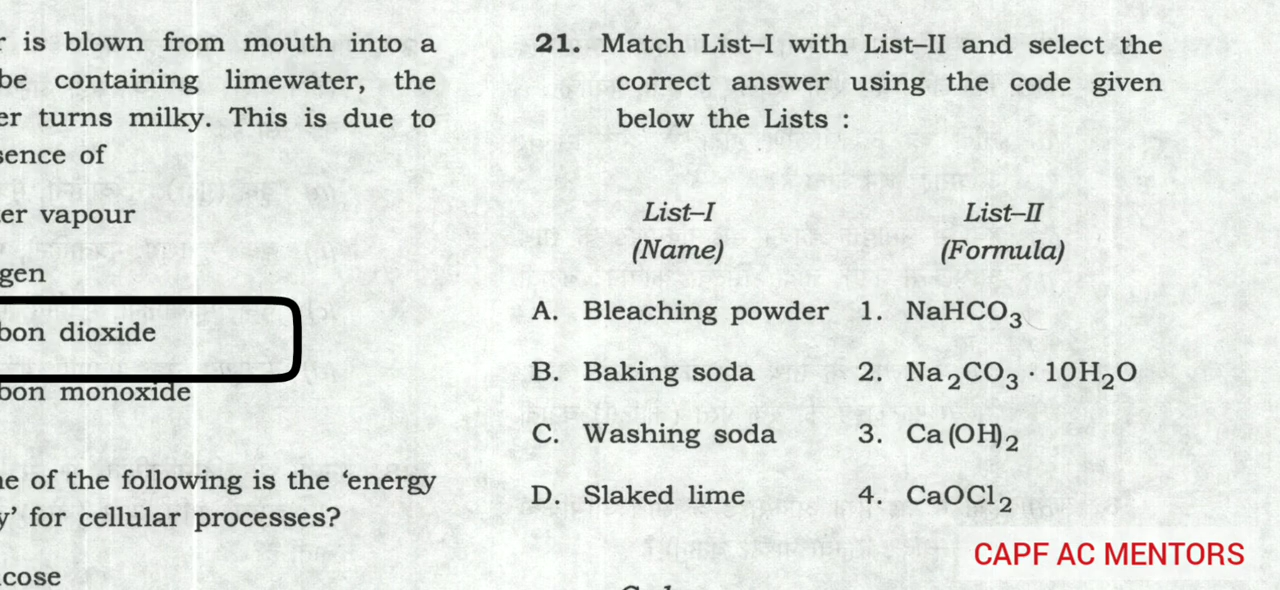 r is blown from mouth into a
be containing limewater, the
er turns milky. This is due to
sence of
er vapour
gen
bon dioxide
bon monoxide
ne of the following is the ‘energy
y’ for cellular processes?
cose
21. Match List–I with List–II and select the
correct answer using the code given
below the Lists :
List–I List–II
(Name) (Formula)
A. Bleaching powder 1. NaHCO₃
B. Baking soda 2. Na₂CO₃ · 10H₂O
C. Washing soda 3. Ca(OH)₂
D. Slaked lime 4. CaOCl₂
CAPF AC MENTORS